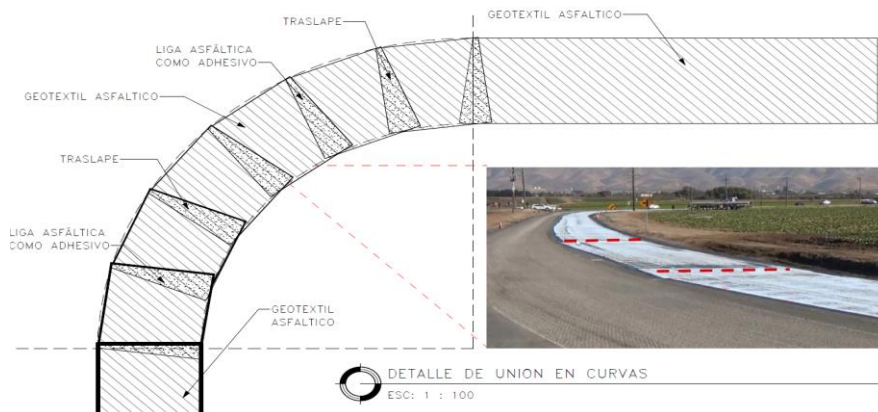 GEOTEXTIL ASFALTICO
TRASLAPE
LIGA ASFÁLTICA
COMO ADHESIVO
GEOTEXTIL ASFALTICO
TRASLAPE
LIGA ASFÁLTICA
COMO ADHESIVO
GEOTEXTIL
ASFALTICO
DETALLE DE UNION EN CURVAS
ESC: 1 : 100